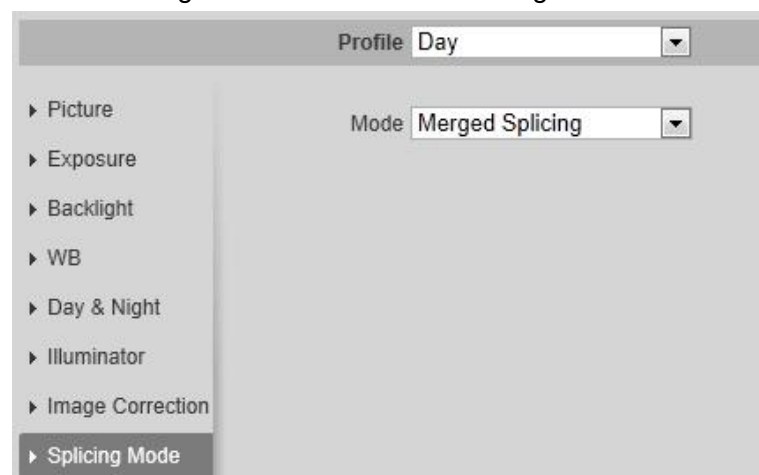 Profile Day
Picture
Mode Merged Splicing
Exposure
Backlight
WB
Day & Night
Illuminator
Image Correction
Splicing Mode